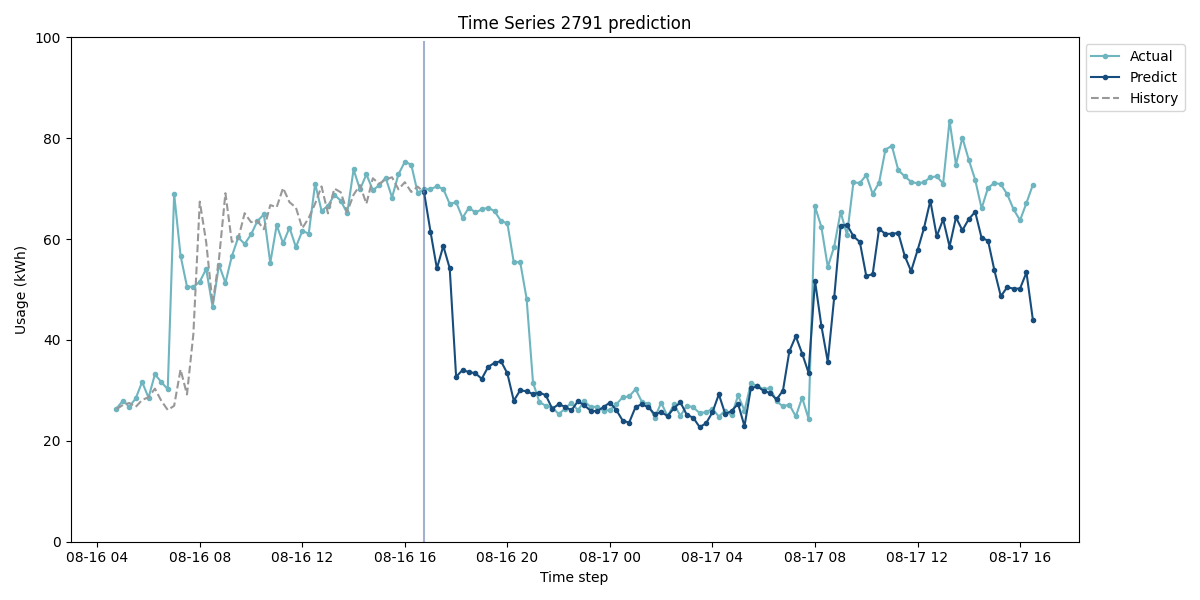 Time Series 2791 prediction
Usage (kWh)
100
80
60
40
20
0
08-16 04
08-16 08
08-16 12
08-16 16
08-16 20
08-17 00
08-17 04
08-17 08
08-17 12
08-17 16
Time step
Actual
Predict
History